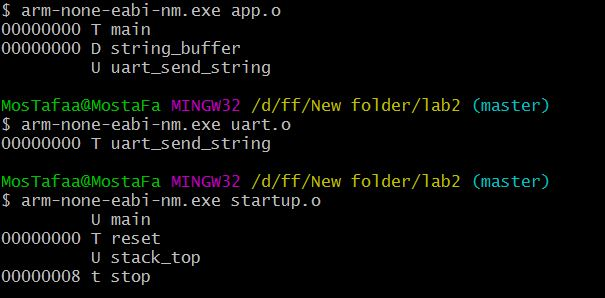 $ arm-none-eabi-nm.exe app.o
00000000 T main
00000000 D string_buffer
         U uart_send_string

MosTafaa@MostaFa MINGW32 /d/ff/New folder/lab2 (master)
$ arm-none-eabi-nm.exe uart.o
00000000 T uart_send_string

MosTafaa@MostaFa MINGW32 /d/ff/New folder/lab2 (master)
$ arm-none-eabi-nm.exe startup.o
         U main
00000000 T reset
         U stack_top
00000008 t stop